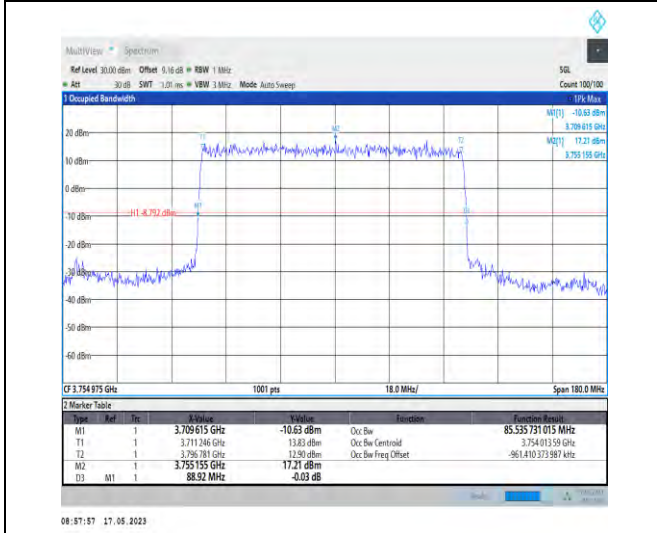 MultiView Spectrum
Ref Level 30.00 dBm Offset 9.16 dB RBW 1 MHz SGL
Att 30 dB SWT 1.01 ms VBW 3 MHz Mode Auto Sweep Count 100/100
1 Occupied Bandwidth 1Pk Max
M1[1] -10.63 dBm
3.709 615 GHz
M2[1] 17.21 dBm
3.755 155 GHz
20 dBm
T1 M2 T2
10 dBm
0 dBm
M1
-10 dBm H1 -8.792 dBm
-20 dBm
-30 dBm
-40 dBm
-50 dBm
-60 dBm
CF 3.754 975 GHz 1001 pts 18.0 MHz/ Span 180.0 MHz
2 Marker Table
Type Ref Trc X-Value Y-Value Function Function Result
M1 1 3.709 615 GHz -10.63 dBm Occ Bw 85.535 731 015 MHz
T1 1 3.711 246 GHz 13.83 dBm Occ Bw Centroid 3.754 013 59 GHz
T2 1 3.796 781 GHz 12.90 dBm Occ Bw Freq Offset -961.410 373 987 kHz
M2 1 3.755 155 GHz 17.21 dBm
D3 M1 1 88.92 MHz -0.03 dB
08:57:57 17.05.2023